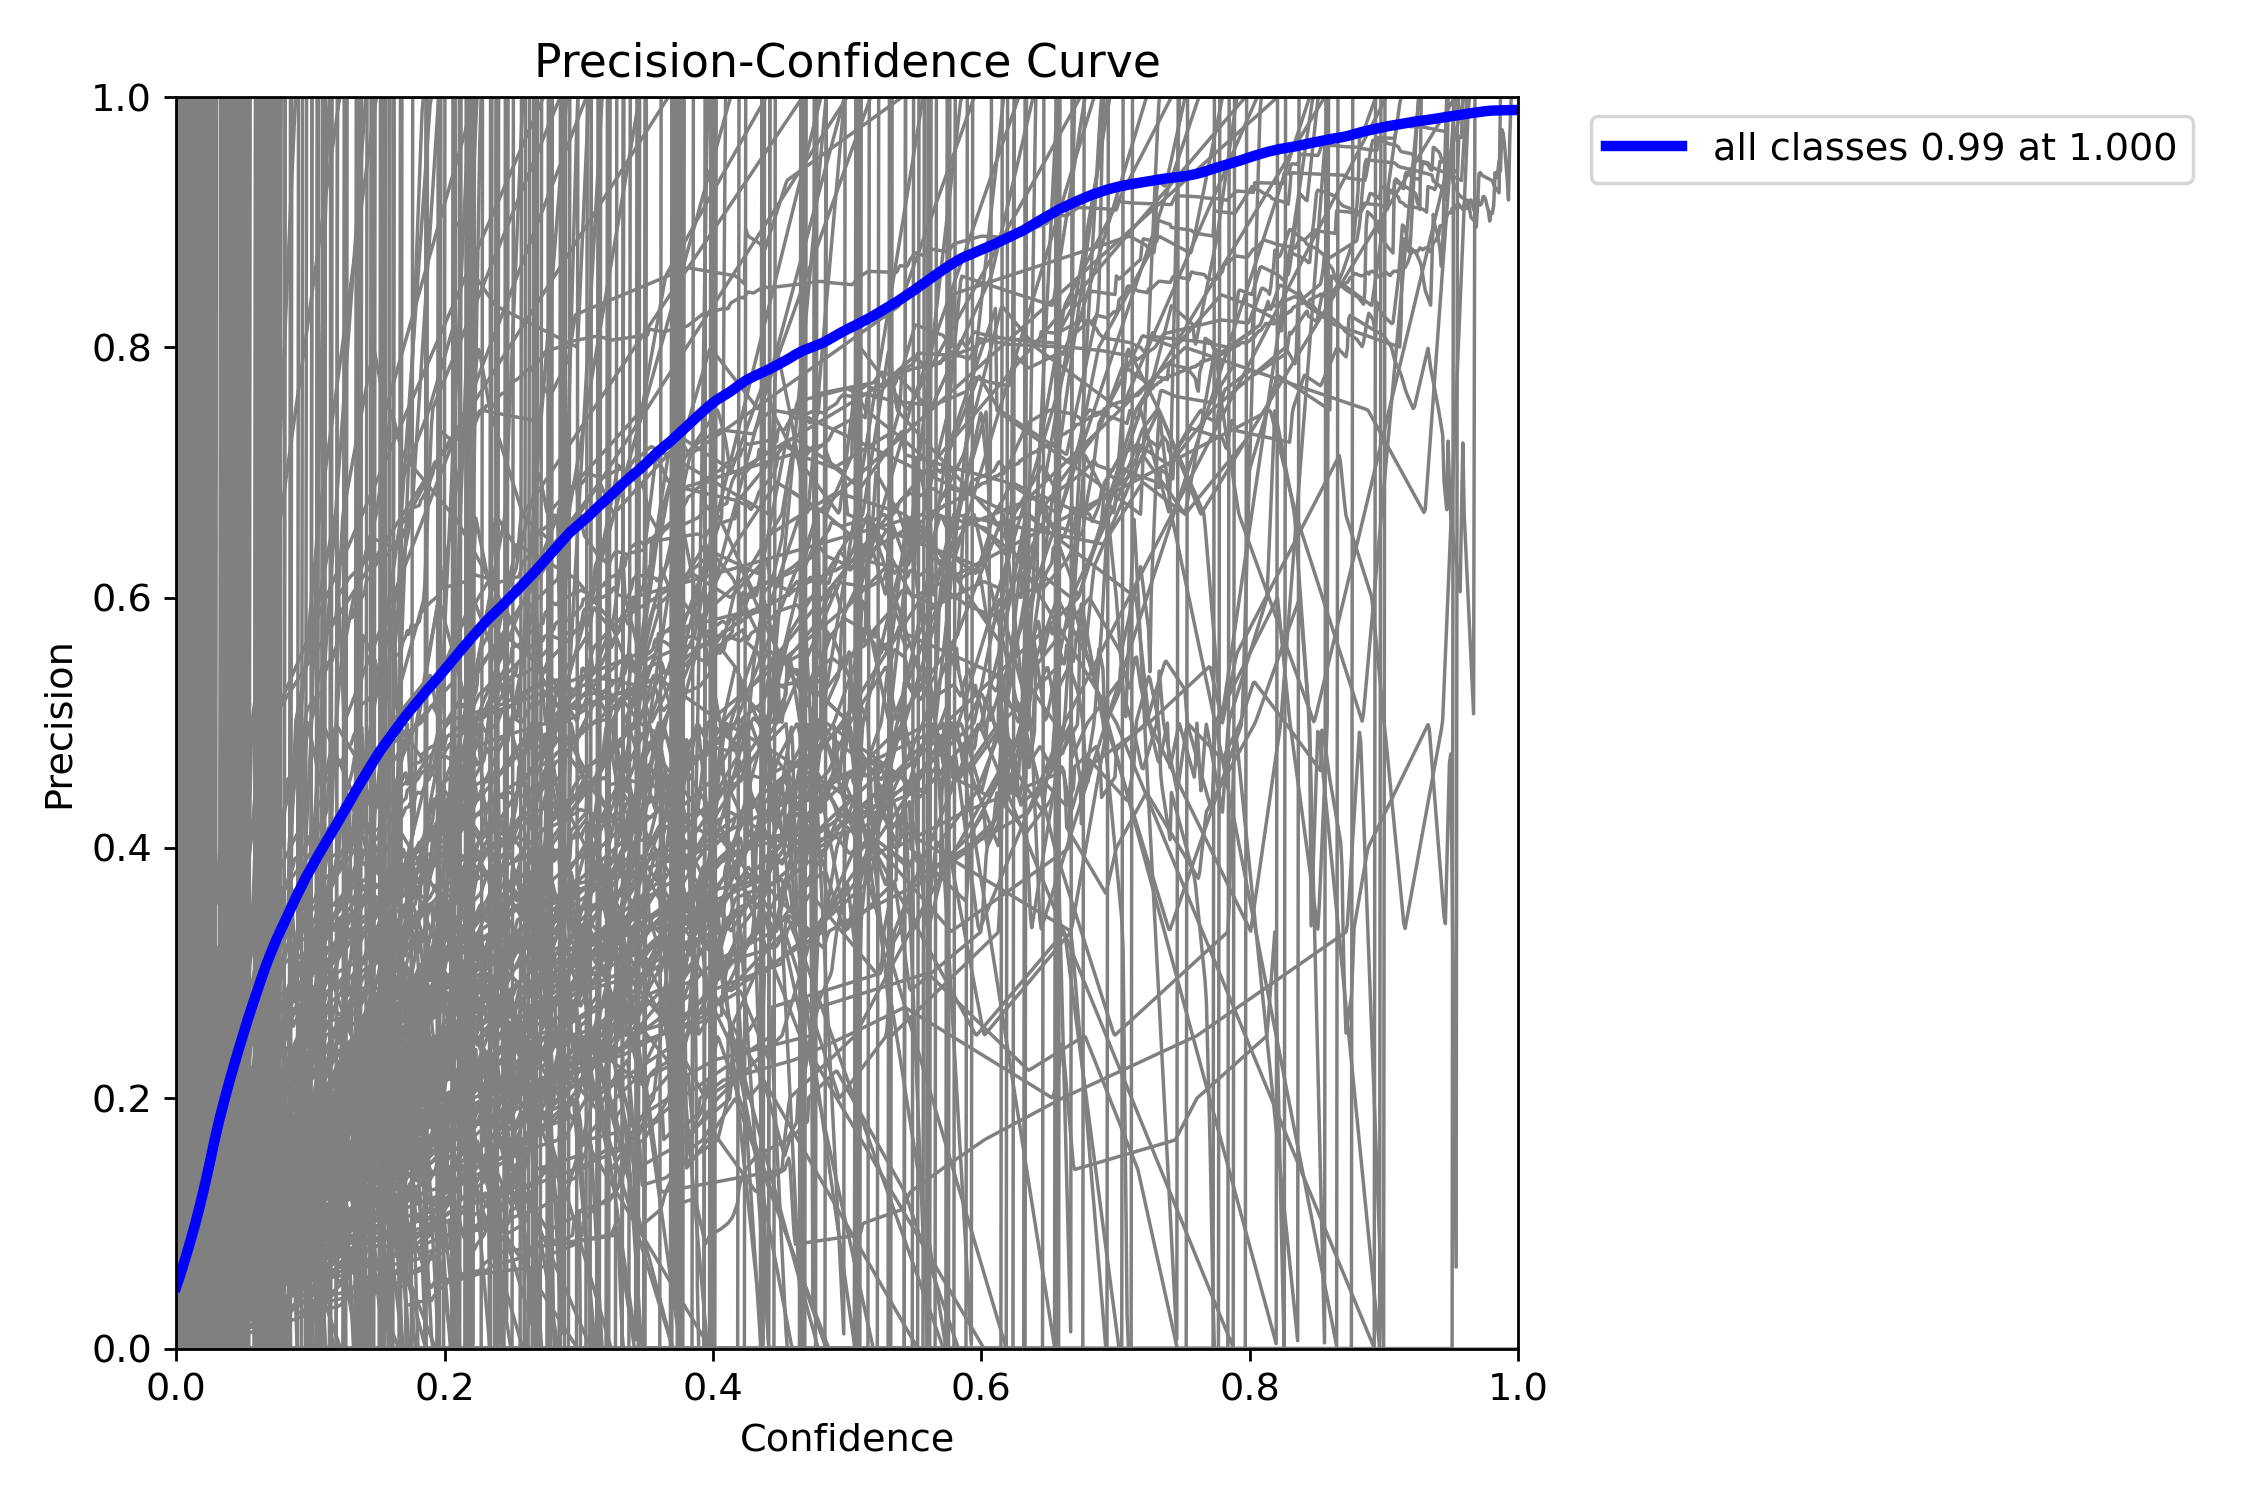 Precision-Confidence Curve
all classes 0.99 at 1.000
1.0
0.8
0.6
0.4
0.2
0.0
Precision
0.0 0.2 0.4 0.6 0.8 1.0
Confidence